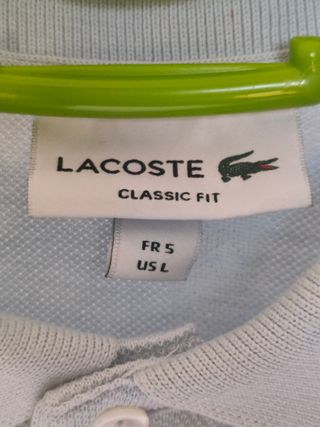 LACOSTE
CLASSIC FIT
FR 5
US L